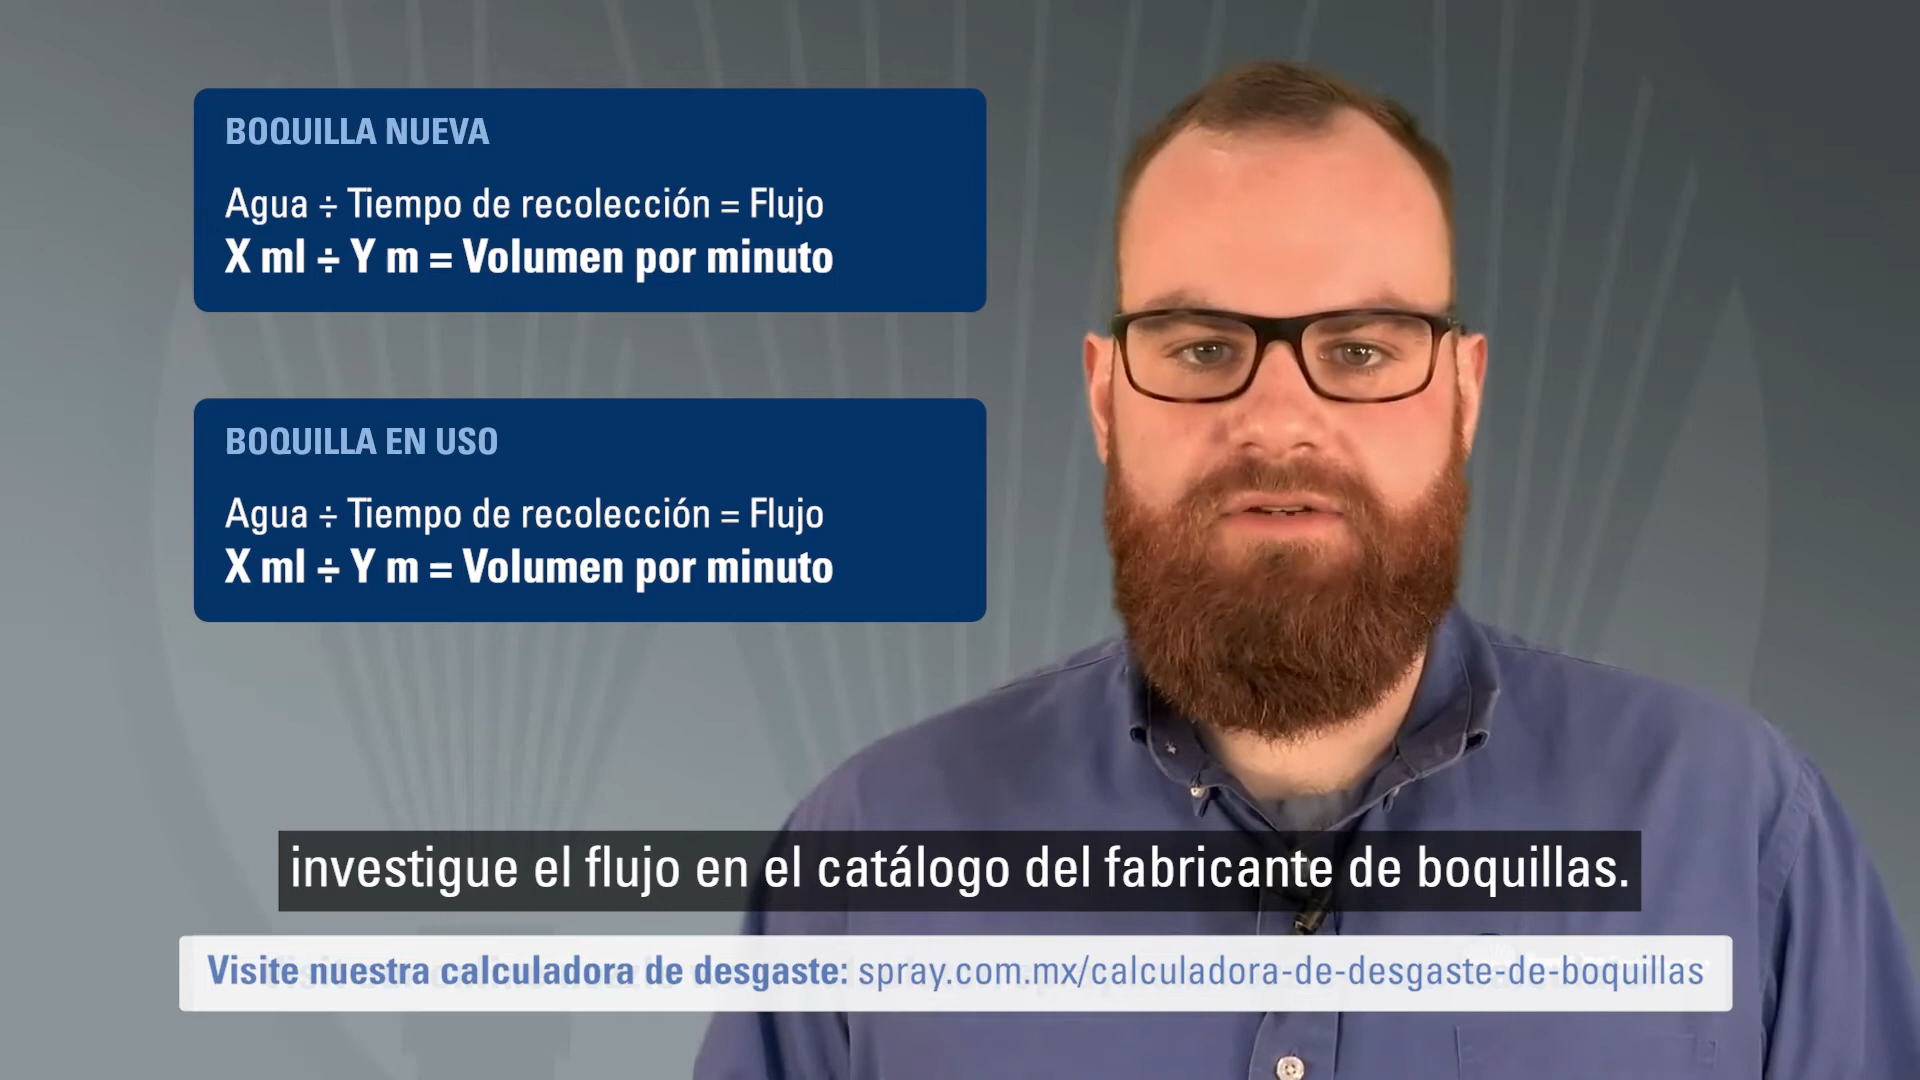 BOQUILLA NUEVA
Agua ÷ Tiempo de recolección = Flujo
X ml ÷ Y m = Volumen por minuto
BOQUILLA EN USO
Agua ÷ Tiempo de recolección = Flujo
X ml ÷ Y m = Volumen por minuto
investigue el flujo en el catálogo del fabricante de boquillas.
Visite nuestra calculadora de desgaste: spray.com.mx/calculadora-de-desgaste-de-boquillas